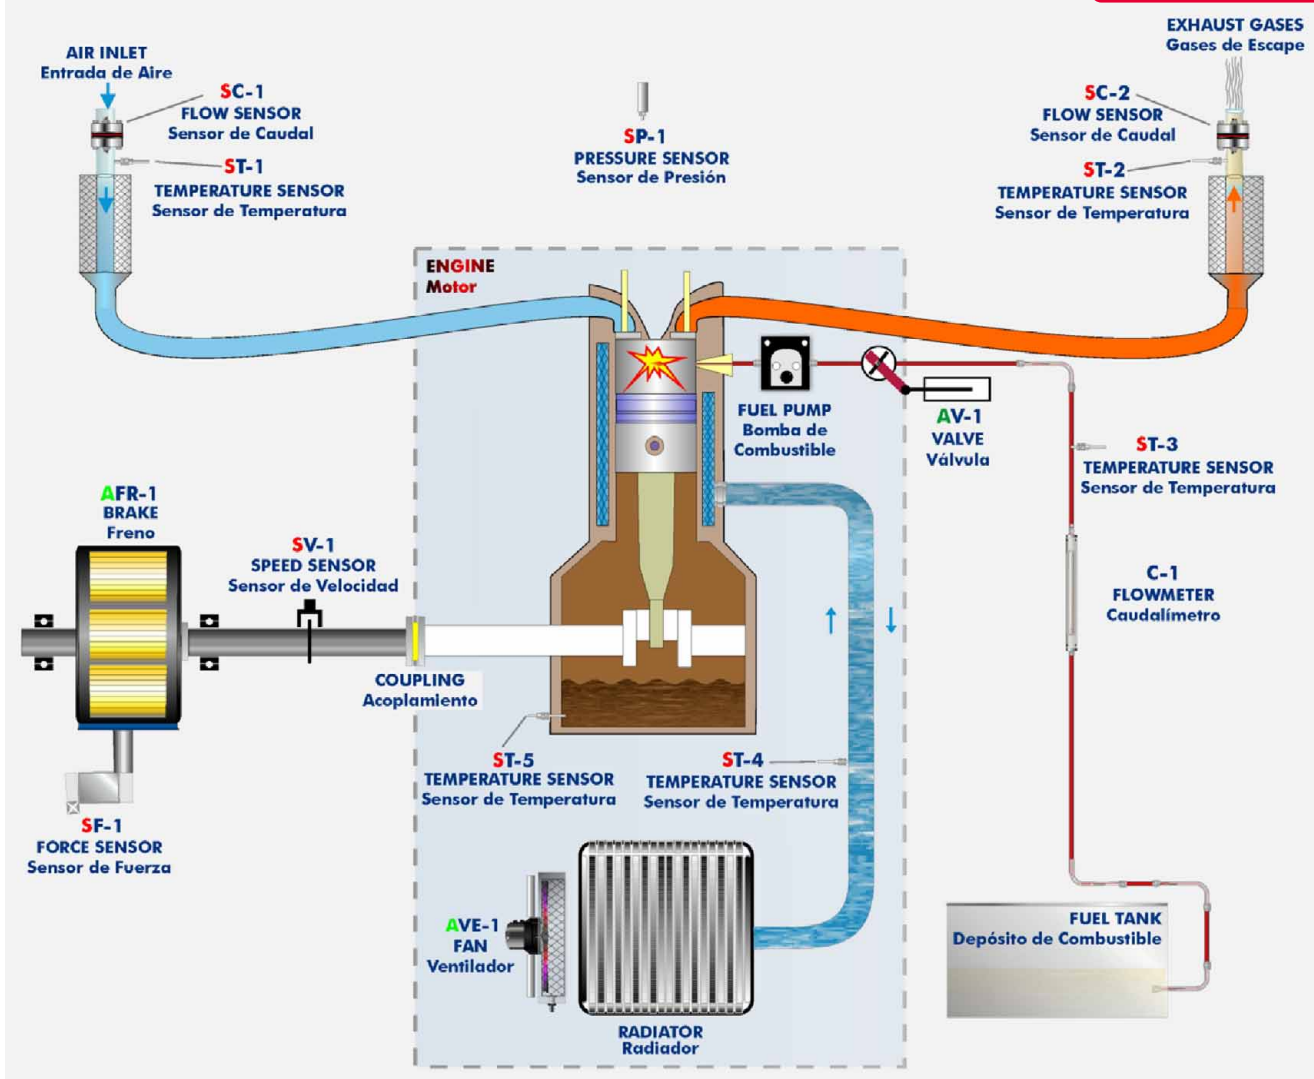 AIR INLET
Entrada de Aire
SC-1
FLOW SENSOR
Sensor de Caudal
ST-1
TEMPERATURE SENSOR
Sensor de Temperatura
SP-1
PRESSURE SENSOR
Sensor de Presión
EXHAUST GASES
Gases de Escape
SC-2
FLOW SENSOR
Sensor de Caudal
ST-2
TEMPERATURE SENSOR
Sensor de Temperatura
ENGINE
Motor
FUEL PUMP
Bomba de
Combustible
AV-1
VALVE
Válvula
ST-3
TEMPERATURE SENSOR
Sensor de Temperatura
AFR-1
BRAKE
Freno
SV-1
SPEED SENSOR
Sensor de Velocidad
C-1
FLOWMETER
Caudalímetro
COUPLING
Acoplamiento
ST-5
TEMPERATURE SENSOR
Sensor de Temperatura
ST-4
TEMPERATURE SENSOR
Sensor de Temperatura
SF-1
FORCE SENSOR
Sensor de Fuerza
AVE-1
FAN
Ventilador
FUEL TANK
Depósito de Combustible
RADIATOR
Radiador